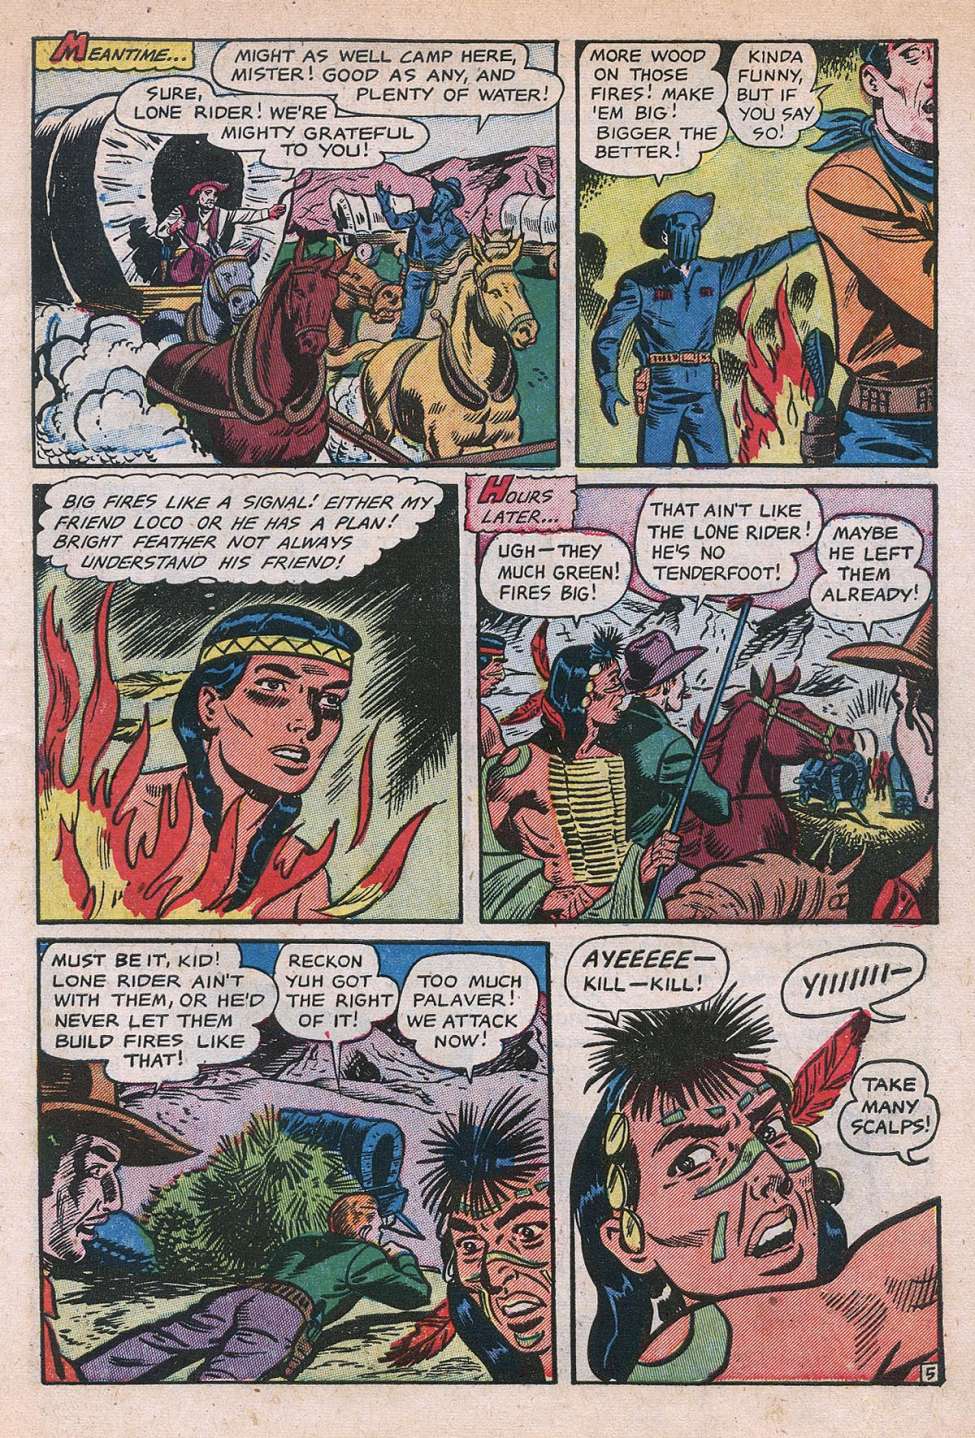 MEANTIME...
MIGHT AS WELL CAMP HERE,
MISTER! GOOD AS ANY, AND
PLENTY OF WATER!
SURE,
LONE RIDER! WE'RE
MIGHTY GRATEFUL
TO YOU!
MORE WOOD
ON THOSE
FIRES! MAKE
'EM BIG!
BIGGER THE
BETTER!
KINDA
FUNNY,
BUT IF
YOU SAY
SO!
BIG FIRES LIKE A SIGNAL! EITHER MY
FRIEND LOCO OR HE HAS A PLAN!
BRIGHT FEATHER NOT ALWAYS
UNDERSTAND HIS FRIEND!
HOURS
LATER...
UGH—THEY
MUCH GREEN!
FIRES BIG!
THAT AIN'T LIKE
THE LONE RIDER!
HE'S NO
TENDERFOOT!
MAYBE
HE LEFT
THEM
ALREADY!
MUST BE IT, KID!
LONE RIDER AIN'T
WITH THEM, OR HE'D
NEVER LET THEM
BUILD FIRES LIKE
THAT!
RECKON
YUH GOT
THE RIGHT
OF IT!
TOO MUCH
PALAVER!
WE ATTACK
NOW!
AYEEEEE—
KILL—KILL!
YIIIIIII—
TAKE
MANY
SCALPS!
5